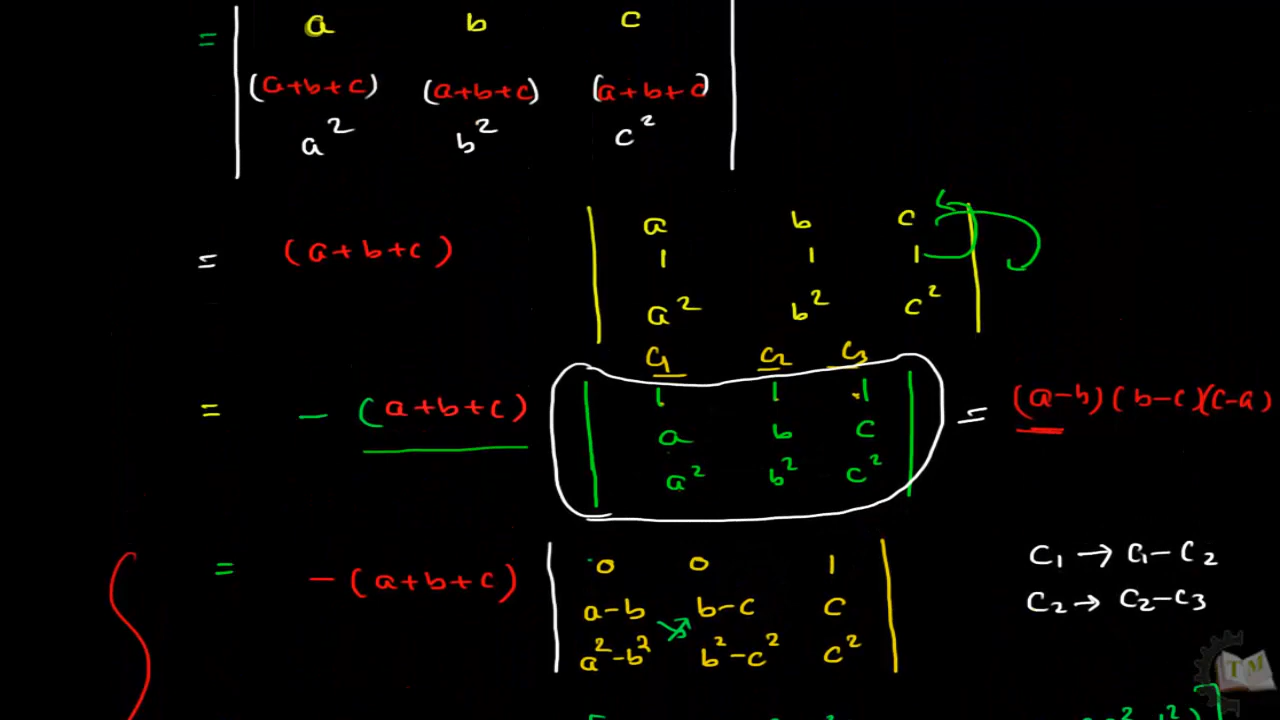 a b c
= (a+b+c) (a+b+c) (a+b+c)
a² b² c²
a b c
= (a+b+c) 1 1 1
a² b² c²
C₁ C₂ C₃
1 1 1
= - (a+b+c) a b c = (a-b)(b-c)(c-a)
a² b² c²
0 0 1 C₁ → C₁-C₂
= -(a+b+c) a-b b-c c C₂ → C₂-C₃
a²-b² b²-c² c²
TM